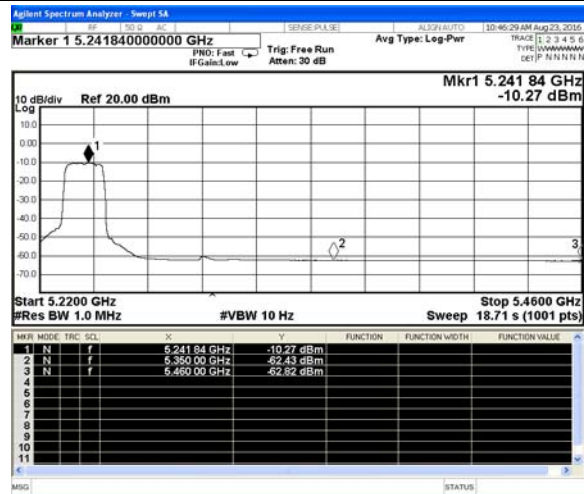 Agilent Spectrum Analyzer - Swept SA
RF 50 Ω AC SENSE:PULSE ALIGN AUTO 10:46:29 AM Aug 23, 2016
Marker 1 5.241840000000 GHz
PNO: Fast
IFGain:Low
Trig: Free Run
Atten: 30 dB
Avg Type: Log-Pwr
TRACE 1 2 3 4 5 6
TYPE WWWWWW
DET P N N N N N
Mkr1 5.241 84 GHz
-10.27 dBm
10 dB/div Ref 20.00 dBm
Log
10.0
0.00
-10.0
-20.0
-30.0
-40.0
-50.0
-60.0
-70.0
1
2
3
Start 5.2200 GHz Stop 5.4600 GHz
#Res BW 1.0 MHz #VBW 10 Hz Sweep 18.71 s (1001 pts)
MKR MODE TRC SCL X Y FUNCTION FUNCTION WIDTH FUNCTION VALUE
1 N f 5.241 84 GHz -10.27 dBm
2 N f 5.350 00 GHz -62.43 dBm
3 N f 5.460 00 GHz -62.82 dBm
4
5
6
7
8
9
10
11
MSG STATUS